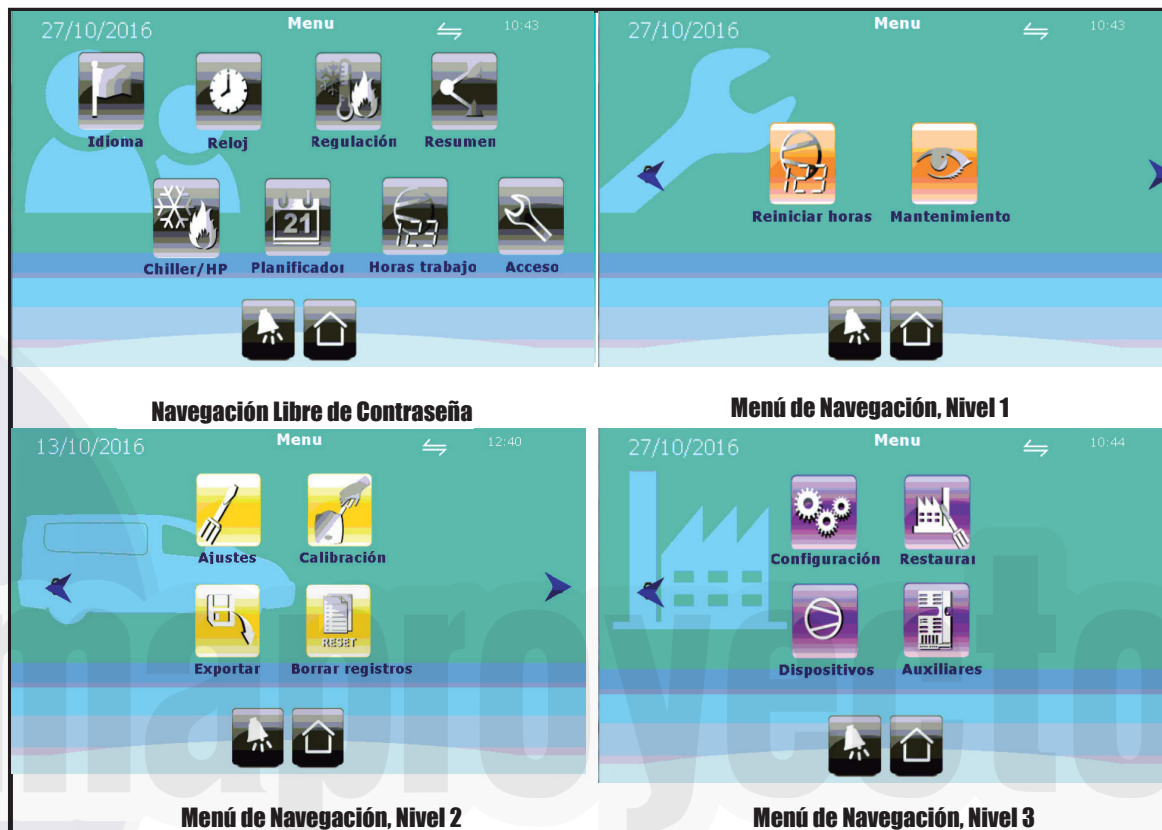 27/10/2016 Menu 10:43
Idioma Reloj Regulación Resumen
Chiller/HP Planificador Horas trabajo Acceso
Navegación Libre de Contraseña
27/10/2016 Menu 10:43
Reiniciar horas Mantenimiento
Menú de Navegación, Nivel 1
13/10/2016 Menu 12:40
Ajustes Calibración
RESET
Exportar Borrar registros
Menú de Navegación, Nivel 2
27/10/2016 Menu 10:44
Configuración Restaurar
Dispositivos Auxiliares
Menú de Navegación, Nivel 3
maproyecto